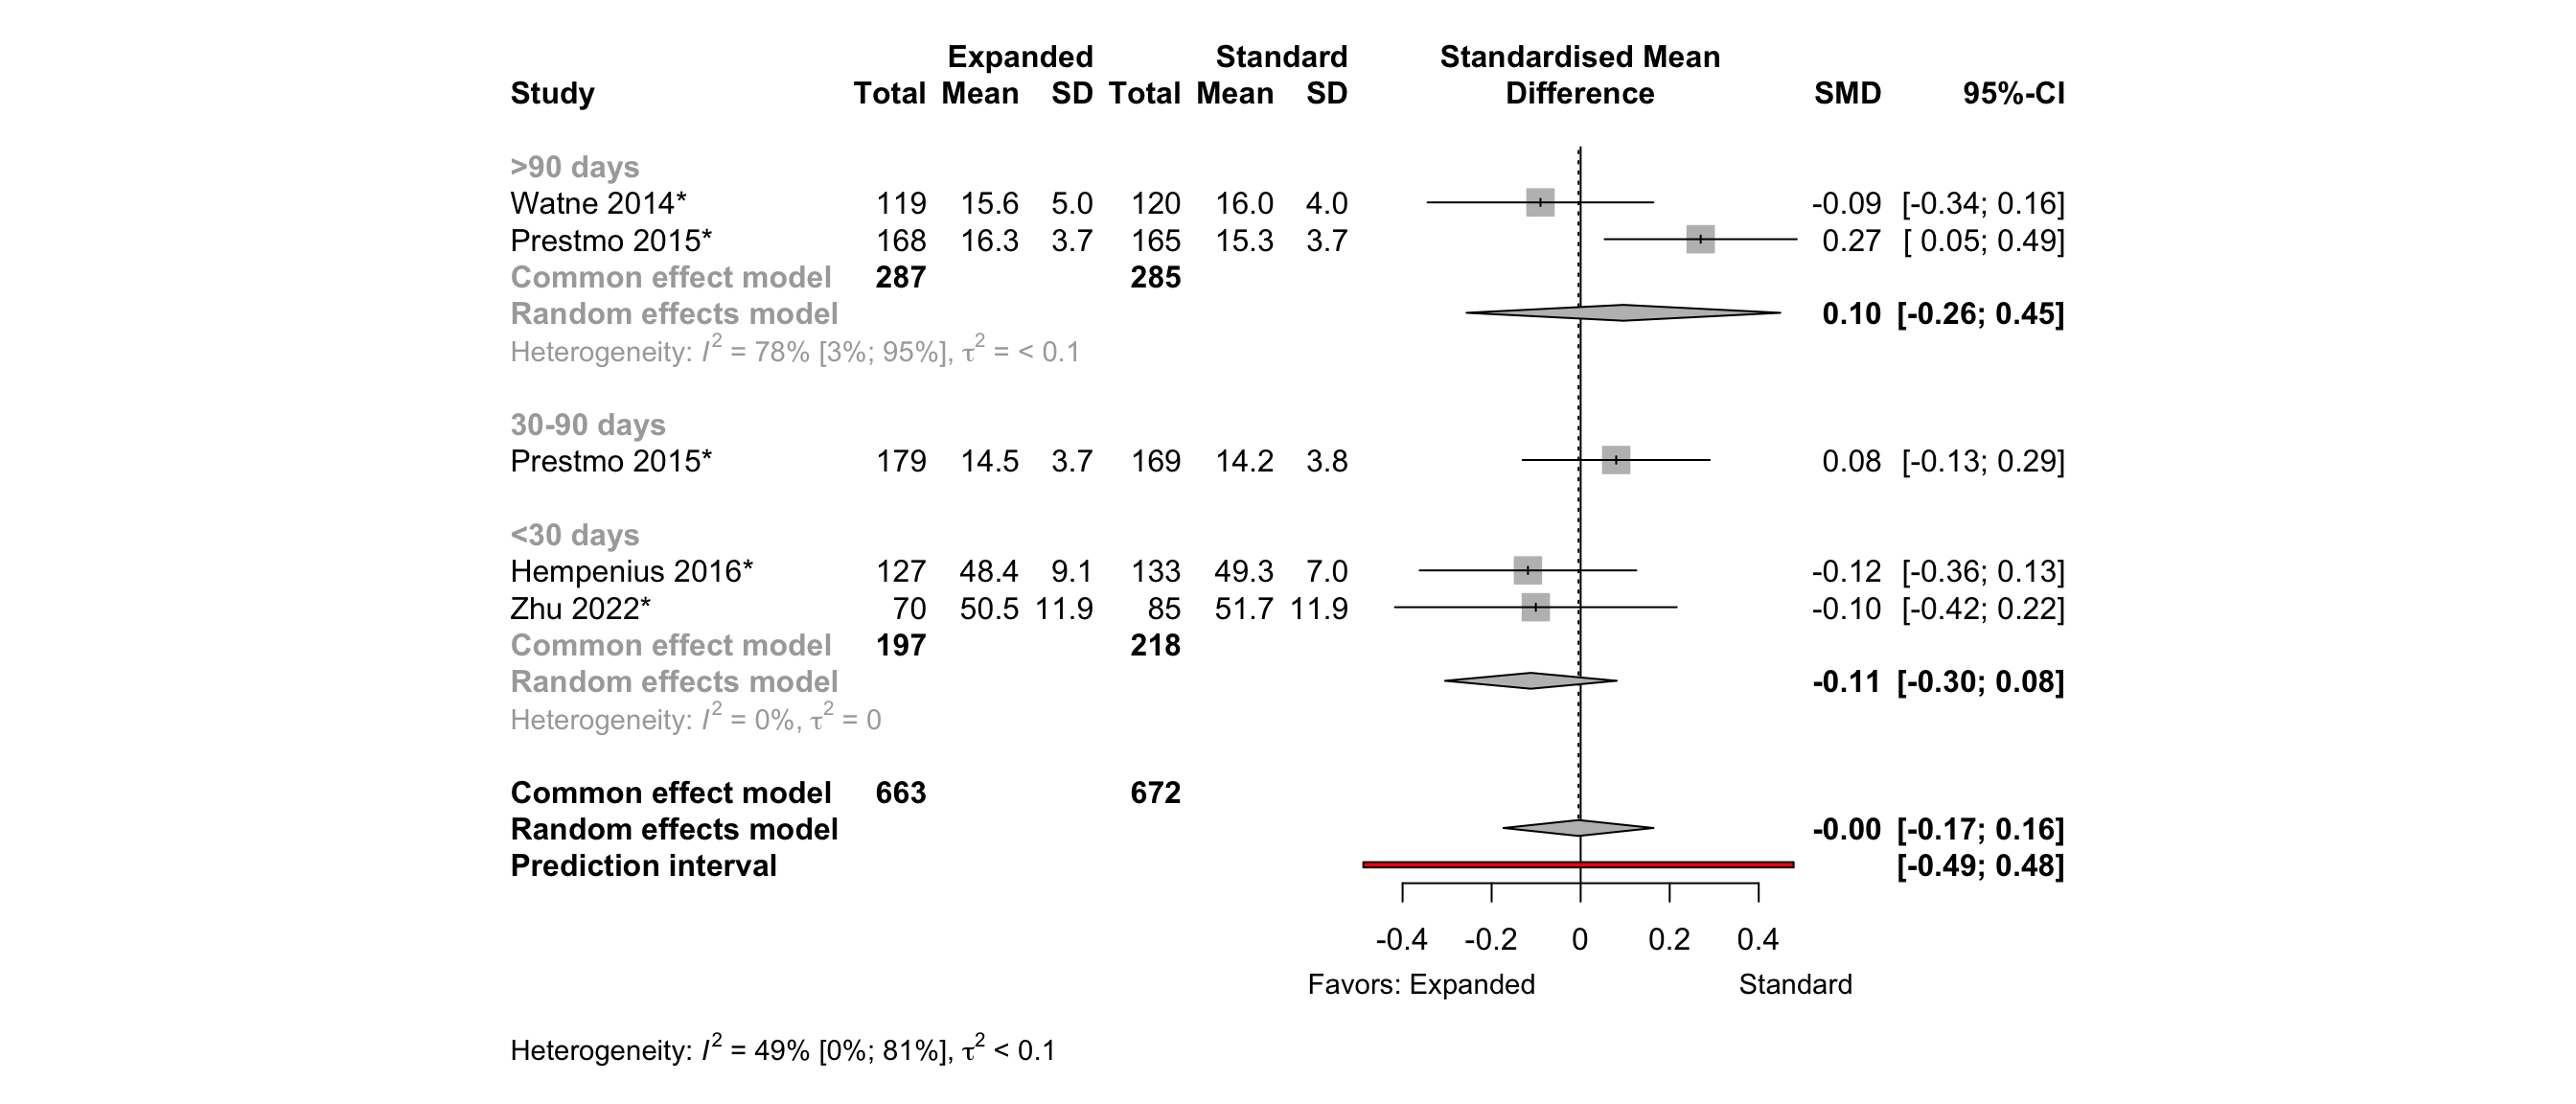 Expanded Standard Standardised Mean
Study Total Mean SD Total Mean SD Difference SMD 95%-CI
>90 days
Watne 2014* 119 15.6 5.0 120 16.0 4.0 -0.09 [-0.34; 0.16]
Prestmo 2015* 168 16.3 3.7 165 15.3 3.7 0.27 [ 0.05; 0.49]
Common effect model 287 285
Random effects model 0.10 [-0.26; 0.45]
Heterogeneity: I² = 78% [3%; 95%], τ² = < 0.1
30-90 days
Prestmo 2015* 179 14.5 3.7 169 14.2 3.8 0.08 [-0.13; 0.29]
<30 days
Hempenius 2016* 127 48.4 9.1 133 49.3 7.0 -0.12 [-0.36; 0.13]
Zhu 2022* 70 50.5 11.9 85 51.7 11.9 -0.10 [-0.42; 0.22]
Common effect model 197 218
Random effects model -0.11 [-0.30; 0.08]
Heterogeneity: I² = 0%, τ² = 0
Common effect model 663 672
Random effects model -0.00 [-0.17; 0.16]
Prediction interval [-0.49; 0.48]
-0.4 -0.2 0 0.2 0.4
Favors: Expanded Standard
Heterogeneity: I² = 49% [0%; 81%], τ² < 0.1